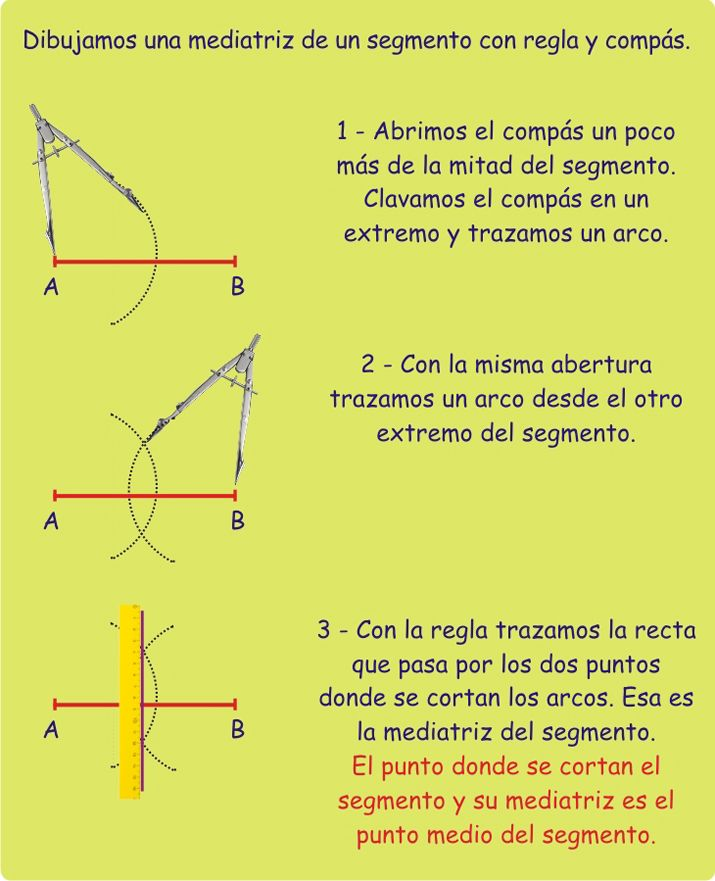 Dibujamos una mediatriz de un segmento con regla y compás.
1 - Abrimos el compás un poco
más de la mitad del segmento.
Clavamos el compás en un
extremo y trazamos un arco.
A
B
2 - Con la misma abertura
trazamos un arco desde el otro
extremo del segmento.
A
B
3 - Con la regla trazamos la recta
que pasa por los dos puntos
donde se cortan los arcos. Esa es
la mediatriz del segmento.
El punto donde se cortan el
segmento y su mediatriz es el
punto medio del segmento.
A
B